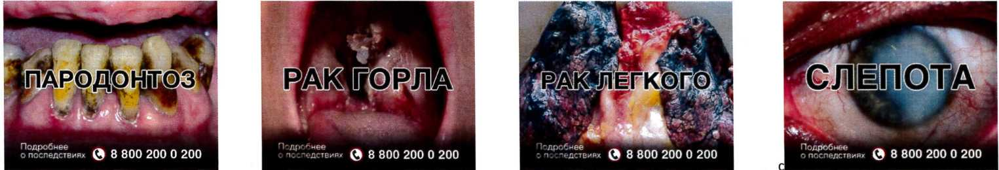 ПАРОДОНТОЗ
Подробнее
о последствиях 8 800 200 0 200
РАК ГОРЛА
Подробнее
о последствиях 8 800 200 0 200
РАК ЛЕГКОГО
Подробнее
о последствиях 8 800 200 0 200
СЛЕПОТА
Подробнее
о последствиях 8 800 200 0 200
с